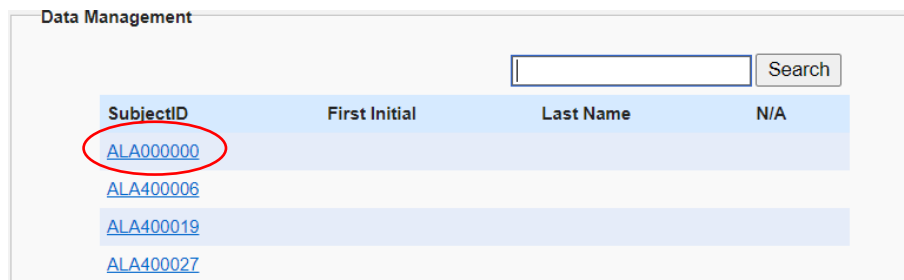 Data Management
Search
SubjectID First Initial Last Name N/A
ALA000000
ALA400006
ALA400019
ALA400027